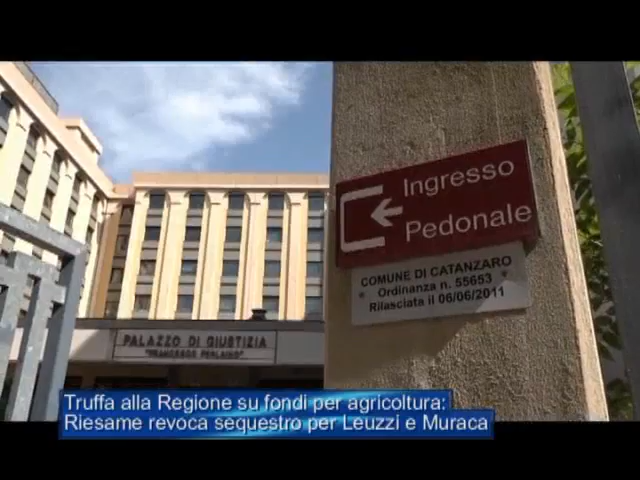 Ingresso
Pedonale
COMUNE DI CATANZARO
Ordinanza n. 55653
Rilasciata il 06/06/2011
PALAZZO DI GIUSTIZIA
"FRANCESCO FERLAINO"
Truffa alla Regione su fondi per agricoltura:
Riesame revoca sequestro per Leuzzi e Muraca